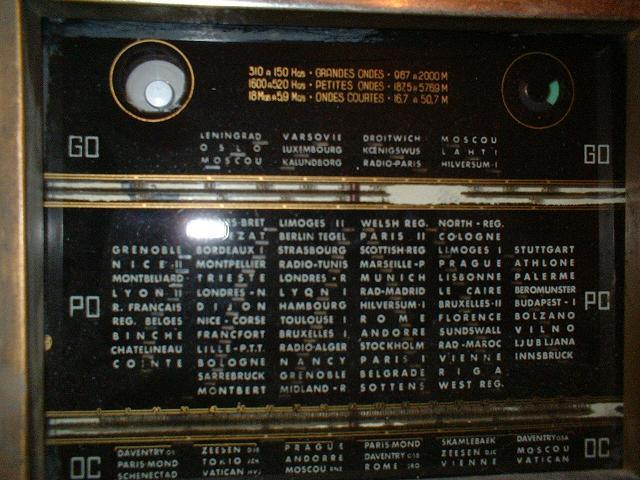 310 a 150 Hgs · GRANDES ONDES · 967 a 2000 M
1600 a 520 Hgs · PETITES ONDES · 187.5 a 576.9 M
18 Mgs a 5.9 Mgs · ONDES COURTES · 16.7 a 50.7 M
LENINGRAD VARSOVIE DROITWICH MOSCOU
GO OSLO LUXEMBOURG KŒNIGSWUS LAHTI GO
MOSCOU KALUNDBORG RADIO-PARIS HILVERSUM-I
BRET LIMOGES II WELSH REG. NORTH-REG.
BERLIN TEGEL PARIS II COLOGNE
GRENOBLE BORDEAUX I STRASBOURG SCOTTISH-REG LIMOGES I STUTTGART
NICE-II MONTPELLIER RADIO-TUNIS MARSEILLE-P PRAGUE ATHLONE
MONTBELIARD TRIESTE LONDRES-R MUNICH LISBONNE PALERME
LYON II LONDRES-N LYON I RAD-MADRID LE CAIRE BEROMUNSTER
PO R. FRANCAIS DIJON HAMBOURG HILVERSUM-I BRUXELLES-II BUDAPEST-I PO
REG. BELGES NICE-CORSE TOULOUSE I ROME FLORENCE BOLZANO
BINCHE FRANCFORT BRUXELLES I ANDORRE SUNDSWALL VILNO
CHATELINEAU LILLE-P.T.T. RADIO-ALGER STOCKHOLM RAD-MAROC LJUBLJANA
COINTE BOLOGNE NANCY PARIS I VIENNE INNSBRUCK
SARREBRUCK GRENOBLE BELGRADE RIGA
MONTBERT MIDLAND-R SOTTENS WEST REG.
DAVENTRY ZEESEN PRAGUE PARIS-MOND SKAMLEBAEK DAVENTRY
OC PARIS-MOND TOKIO ANDORRE DAVENTRY ZEESEN MOSCOU OC
SCHENECTAD VATICAN MOSCOU ROME VIENNE VATICAN